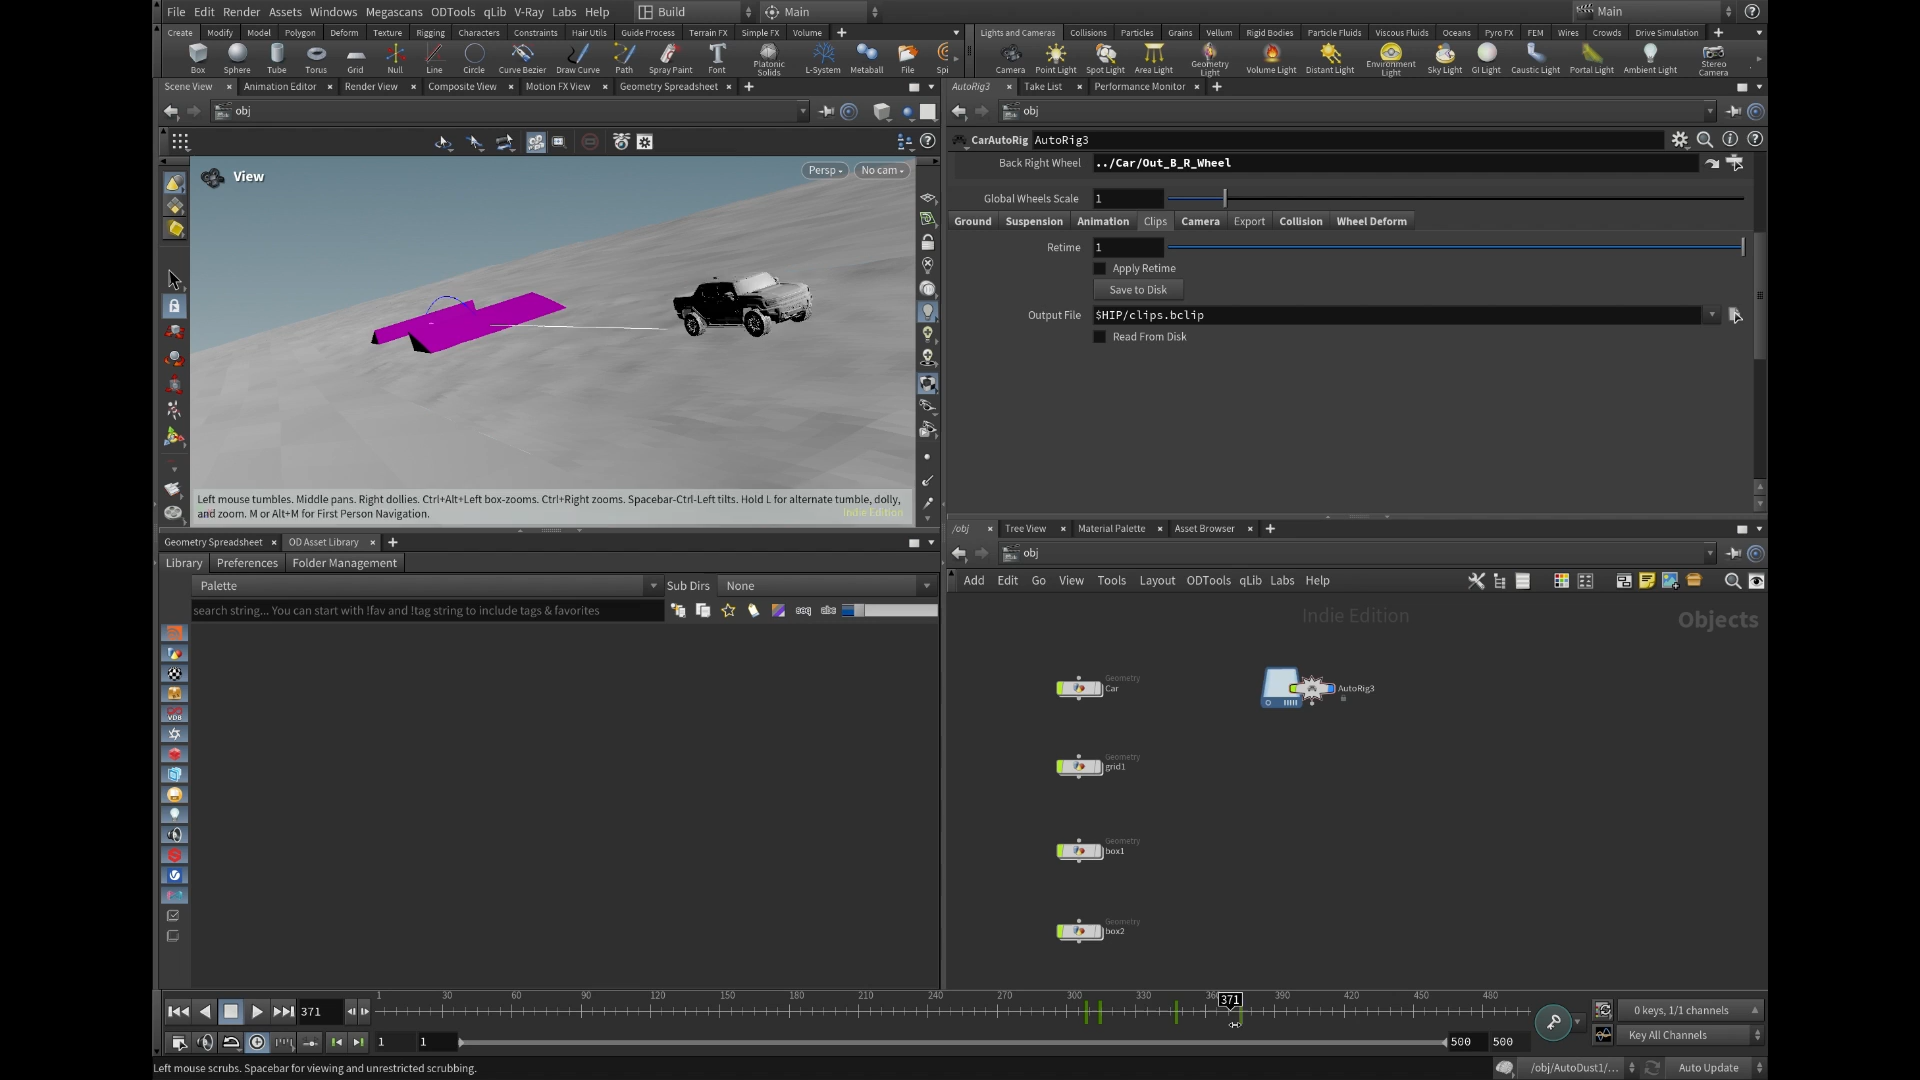 File Edit Render Assets Windows Megascans ODTools qLib V-Ray Labs Help Build Main Main
Create Modify Model Polygon Deform Texture Rigging Characters Constraints Hair Utils Guide Process Terrain FX Simple FX Volume
Lights and Cameras Collisions Particles Grains Vellum Rigid Bodies Particle Fluids Viscous Fluids Oceans Pyro FX FEM Wires Crowds Drive Simulation
Box Sphere Tube Torus Grid Null Line Circle Curve Bezier Draw Curve Path Spray Paint Font Platonic Solids L-System Metaball File Spi
Camera Point Light Spot Light Area Light Geometry Light Volume Light Distant Light Environment Light Sky Light GI Light Caustic Light Portal Light Ambient Light Stereo Camera
Scene View Animation Editor Render View Composite View Motion FX View Geometry Spreadsheet
AutoRig3 Take List Performance Monitor
obj
obj
CarAutoRig AutoRig3
View
Persp No cam
Back Right Wheel ../Car/Out_B_R_Wheel
Global Wheels Scale 1
Ground Suspension Animation Clips Camera Export Collision Wheel Deform
Retime 1
Apply Retime
Save to Disk
Output File $HIP/clips.bclip
Read From Disk
Left mouse tumbles. Middle pans. Right dollies. Ctrl+Alt+Left box-zooms. Ctrl+Right zooms. Spacebar-Ctrl-Left tilts. Hold L for alternate tumble, dolly,
and zoom. M or Alt+M for First Person Navigation.
Indie Edition
Geometry Spreadsheet OD Asset Library
Library Preferences Folder Management
Palette Sub Dirs None
search string... You can start with !fav and !tag string to include tags & favorites
seq abc
VDB
/obj Tree View Material Palette Asset Browser
obj
Add Edit Go View Tools Layout ODTools qLib Labs Help
Indie Edition
Objects
Geometry
Car
AutoRig3
Geometry
grid1
Geometry
box1
Geometry
box2
371
1 30 60 90 120 150 180 210 240 270 300 360 390 420 450 480
371
0 keys, 1/1 channels
1 1 500 500
Key All Channels
Left mouse scrubs. Spacebar for viewing and unrestricted scrubbing.
/obj/AutoDust1/... Auto Update